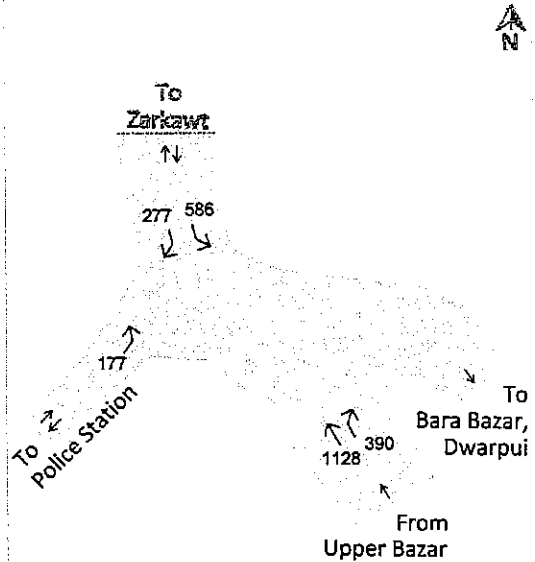 N
To
Zarkawt
277 586
177
To
Police Station
1128 390
To
Bara Bazar,
Dwarpui
From
Upper Bazar